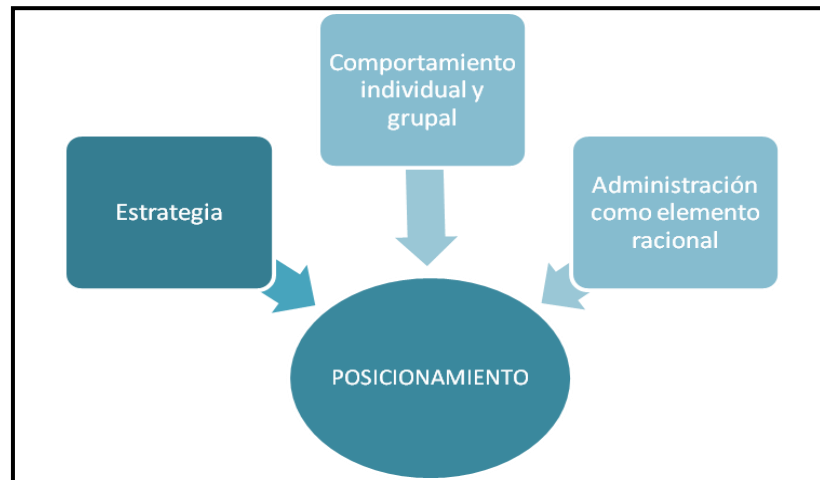 Comportamiento
individual y
grupal
Estrategia
Administración
como elemento
racional
POSICIONAMIENTO